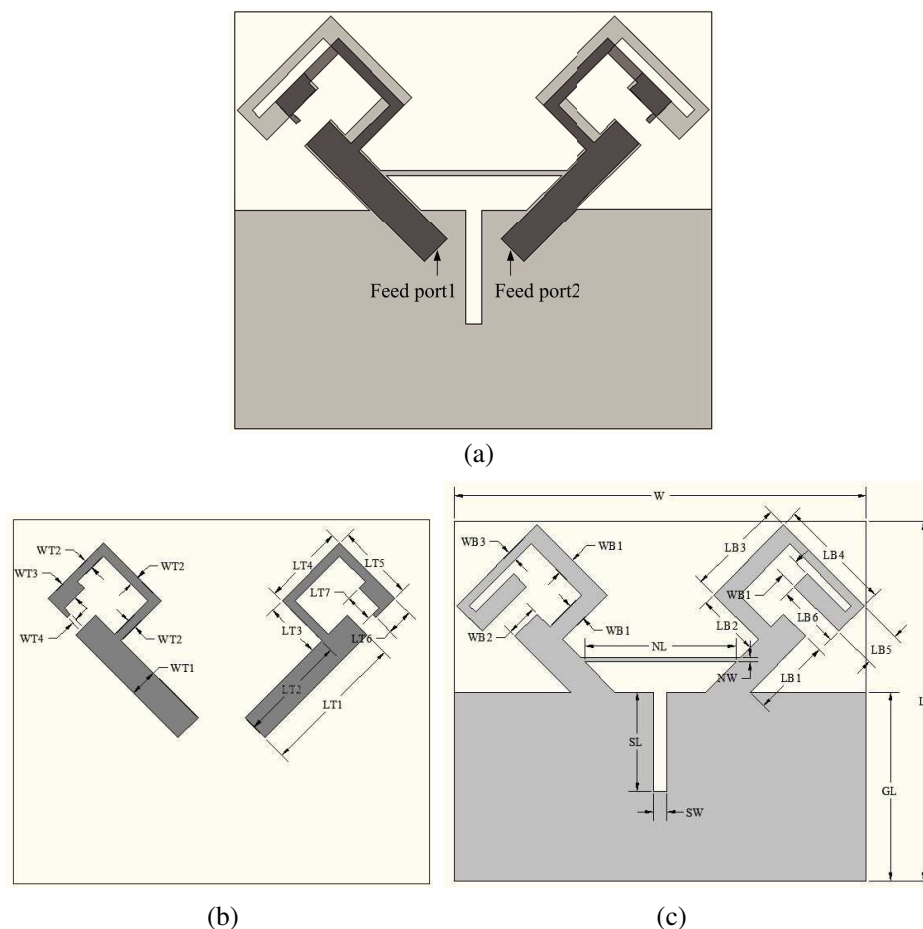 Feed port1
Feed port2
(a)
WT2
WT3
WT2
WT4
WT2
WT1
LT4
LT5
LT7
LT3
LT6
LT2
LT1
W
WB3
WB1
LB3
LB4
WB1
LB6
WB2
WB1
NL
LB2
NW
LB1
LB5
L
SL
GL
SW
(b)
(c)